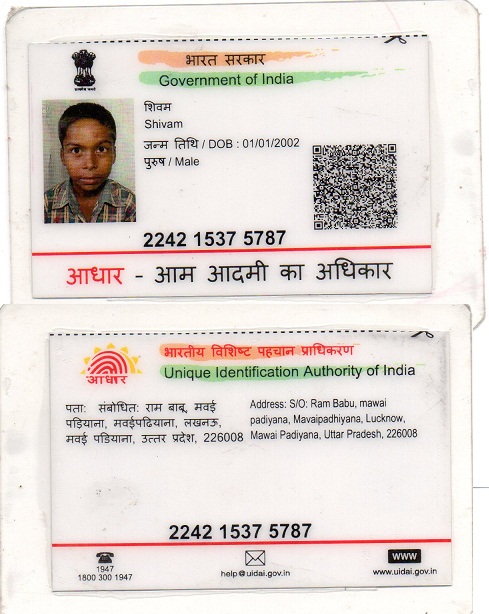 भारत सरकार
Government of India
शिवम
Shivam
जन्म तिथि / DOB : 01/01/2002
पुरुष / Male
2242 1537 5787
आधार - आम आदमी का अधिकार
आधार
भारतीय विशिष्ट पहचान प्राधिकरण
Unique Identification Authority of India
पता: संबोधित: राम बाबू, मवई
पड़ियाना, मवईपढियाना, लखनऊ,
मवई पडियाना, उत्तर प्रदेश, 226008
Address: S/O: Ram Babu, mawai
padiyana, Mavaipadhiyana, Lucknow,
Mawai Padiyana, Uttar Pradesh, 226008
2242 1537 5787
1947
1800 300 1947
help@uidai.gov.in
WWW
www.uidai.gov.in